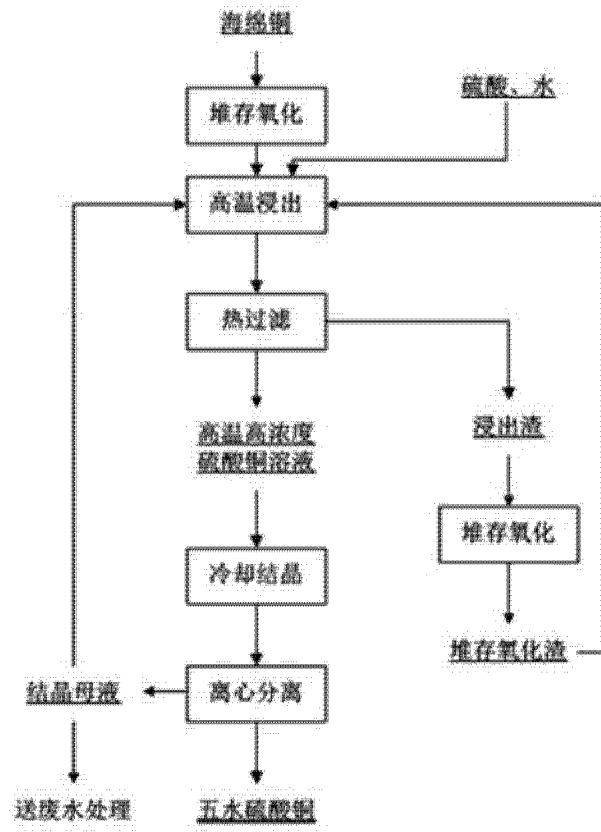 海绵铜
硫酸、水
堆存氧化
高温浸出
热过滤
高温高浓度
硫酸铜溶液
浸出渣
堆存氧化
冷却结晶
堆存氧化渣
结晶母液
离心分离
送废水处理
五水硫酸铜